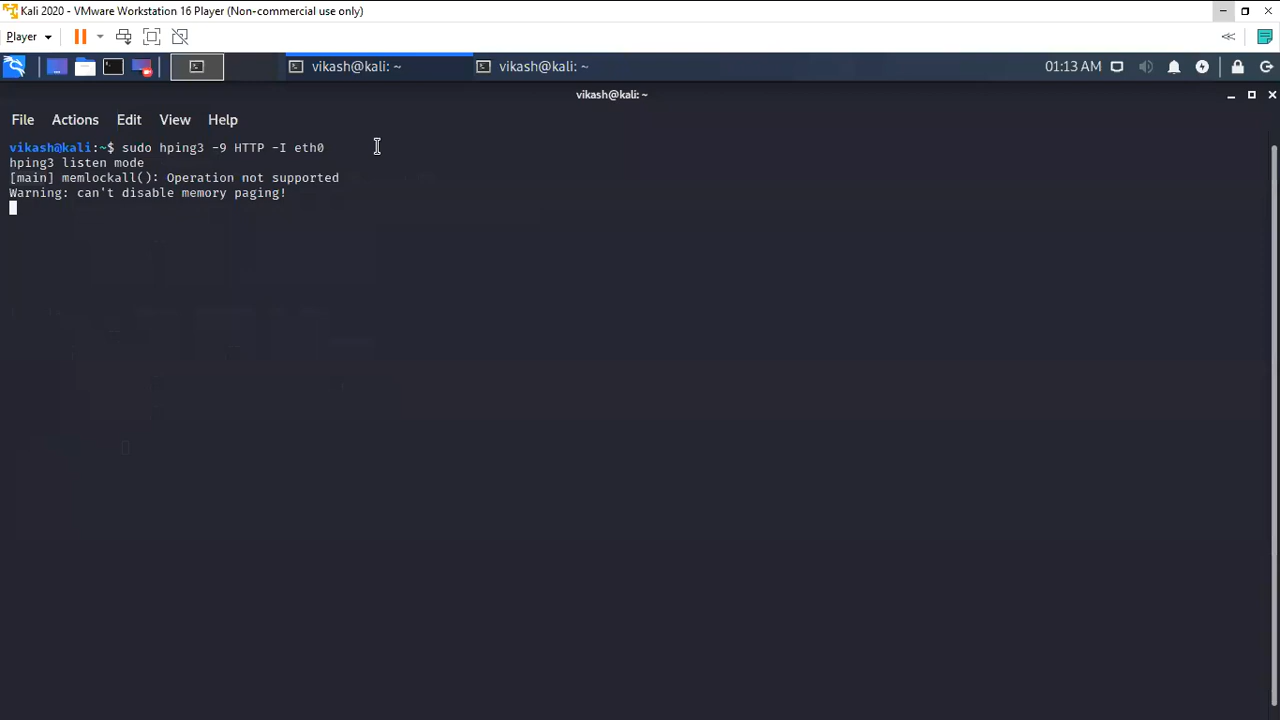 Kali 2020 - VMware Workstation 16 Player (Non-commercial use only)
Player
vikash@kali: ~
vikash@kali: ~
01:13 AM
vikash@kali: ~
File Actions Edit View Help
vikash@kali:~$ sudo hping3 -9 HTTP -I eth0
hping3 listen mode
[main] memlockall(): Operation not supported
Warning: can't disable memory paging!